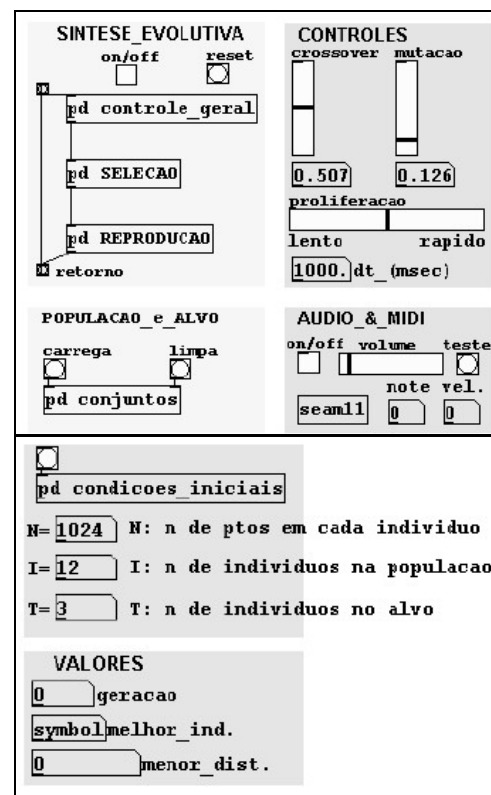 SINTESE_EVOLUTIVA
on/off reset
pd controle_geral
pd SELECAO
pd REPRODUCAO
retorno
CONTROLES
crossover mutacao
0.507 0.126
proliferacao
lento rapido
1000. dt_(msec)
POPULACAO_e_ALVO
carrega limpa
pd conjuntos
AUDIO_&_MIDI
on/off volume teste
note vel.
seam11 0 0
pd condicoes_iniciais
N= 1024 N: n de ptos em cada individuo
I= 12 I: n de individuos na populacao
T= 3 T: n de individuos no alvo
VALORES
0 geracao
symbol melhor_ind.
0 menor_dist.